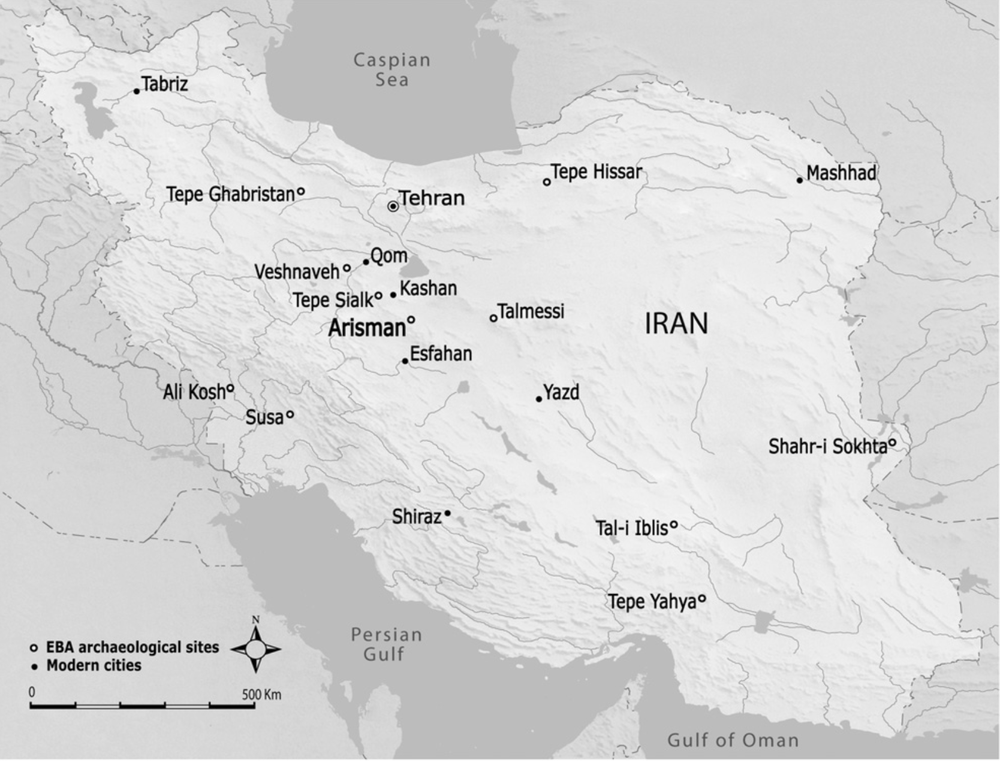 Caspian
Sea
Tabriz
Tepe Hissar
Mashhad
Tepe Ghabristan
Tehran
Qom
Veshnaveh
Kashan
Tepe Sialk
Talmessi
Arisman
IRAN
Esfahan
Ali Kosh
Yazd
Susa
Shahr-i Sokhta
Shiraz
Tal-i Iblis
Tepe Yahya
Persian
Gulf
N
EBA archaeological sites
Modern cities
0
500 Km
Gulf of Oman